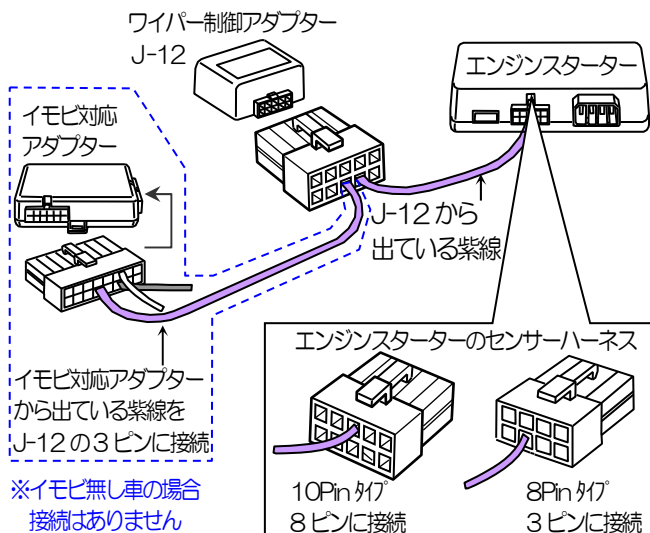 ワイパー制御アダプター
J-12
エンジンスターター
イモビ対応
アダプター
J-12から
出ている紫線
イモビ対応アダプター
から出ている紫線を
J-12の3ピンに接続
※イモビ無し車の場合
接続はありません
エンジンスターターのセンサーハーネス
10Pinﾀｲﾌﾟ
8ピンに接続
8Pinﾀｲﾌﾟ
3ピンに接続